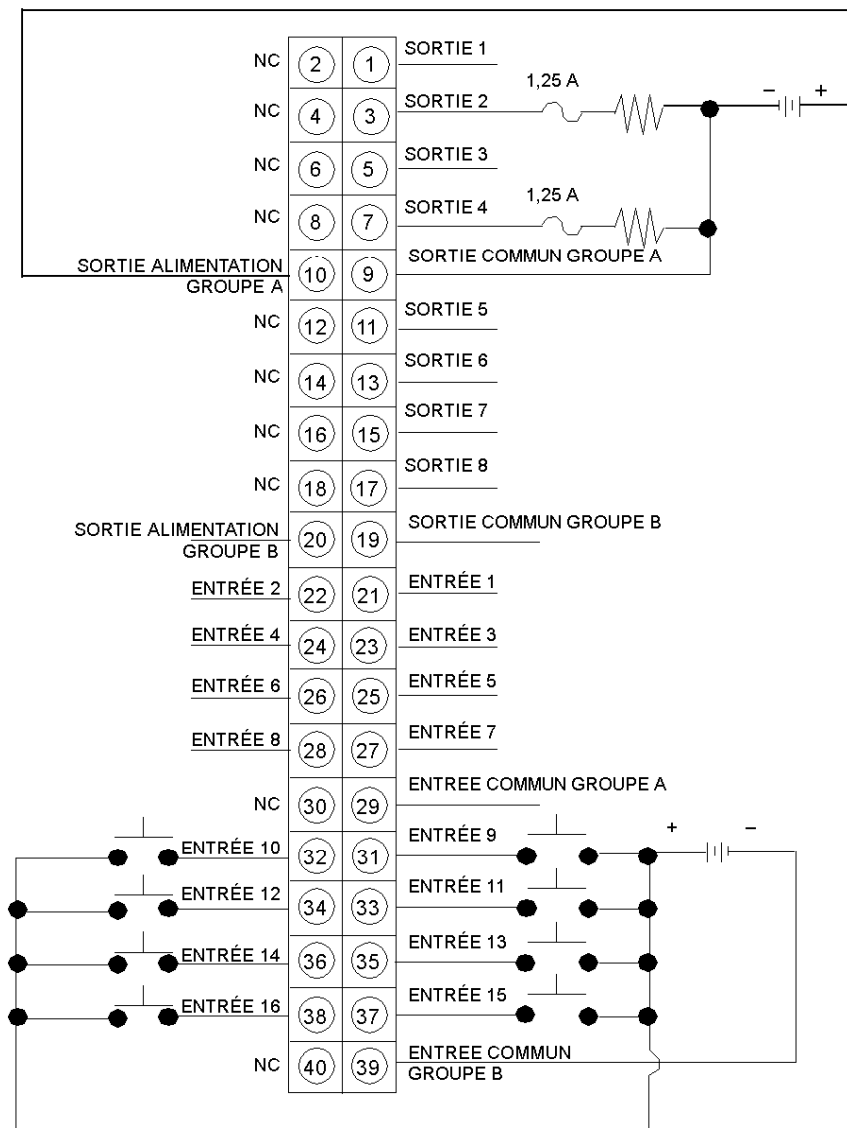 NC 2 1 SORTIE 1
1,25 A
NC 4 3 SORTIE 2 − +
NC 6 5 SORTIE 3
1,25 A
NC 8 7 SORTIE 4
SORTIE ALIMENTATION
GROUPE A
10 9 SORTIE COMMUN GROUPE A
NC 12 11 SORTIE 5
NC 14 13 SORTIE 6
NC 16 15 SORTIE 7
NC 18 17 SORTIE 8
SORTIE ALIMENTATION
GROUPE B
20 19 SORTIE COMMUN GROUPE B
ENTRÉE 2 22 21 ENTRÉE 1
ENTRÉE 4 24 23 ENTRÉE 3
ENTRÉE 6 26 25 ENTRÉE 5
ENTRÉE 8 28 27 ENTRÉE 7
NC 30 29 ENTREE COMMUN GROUPE A
ENTRÉE 10 32 31 ENTRÉE 9 + −
ENTRÉE 12 34 33 ENTRÉE 11
ENTRÉE 14 36 35 ENTRÉE 13
ENTRÉE 16 38 37 ENTRÉE 15
NC 40 39 ENTREE COMMUN
GROUPE B